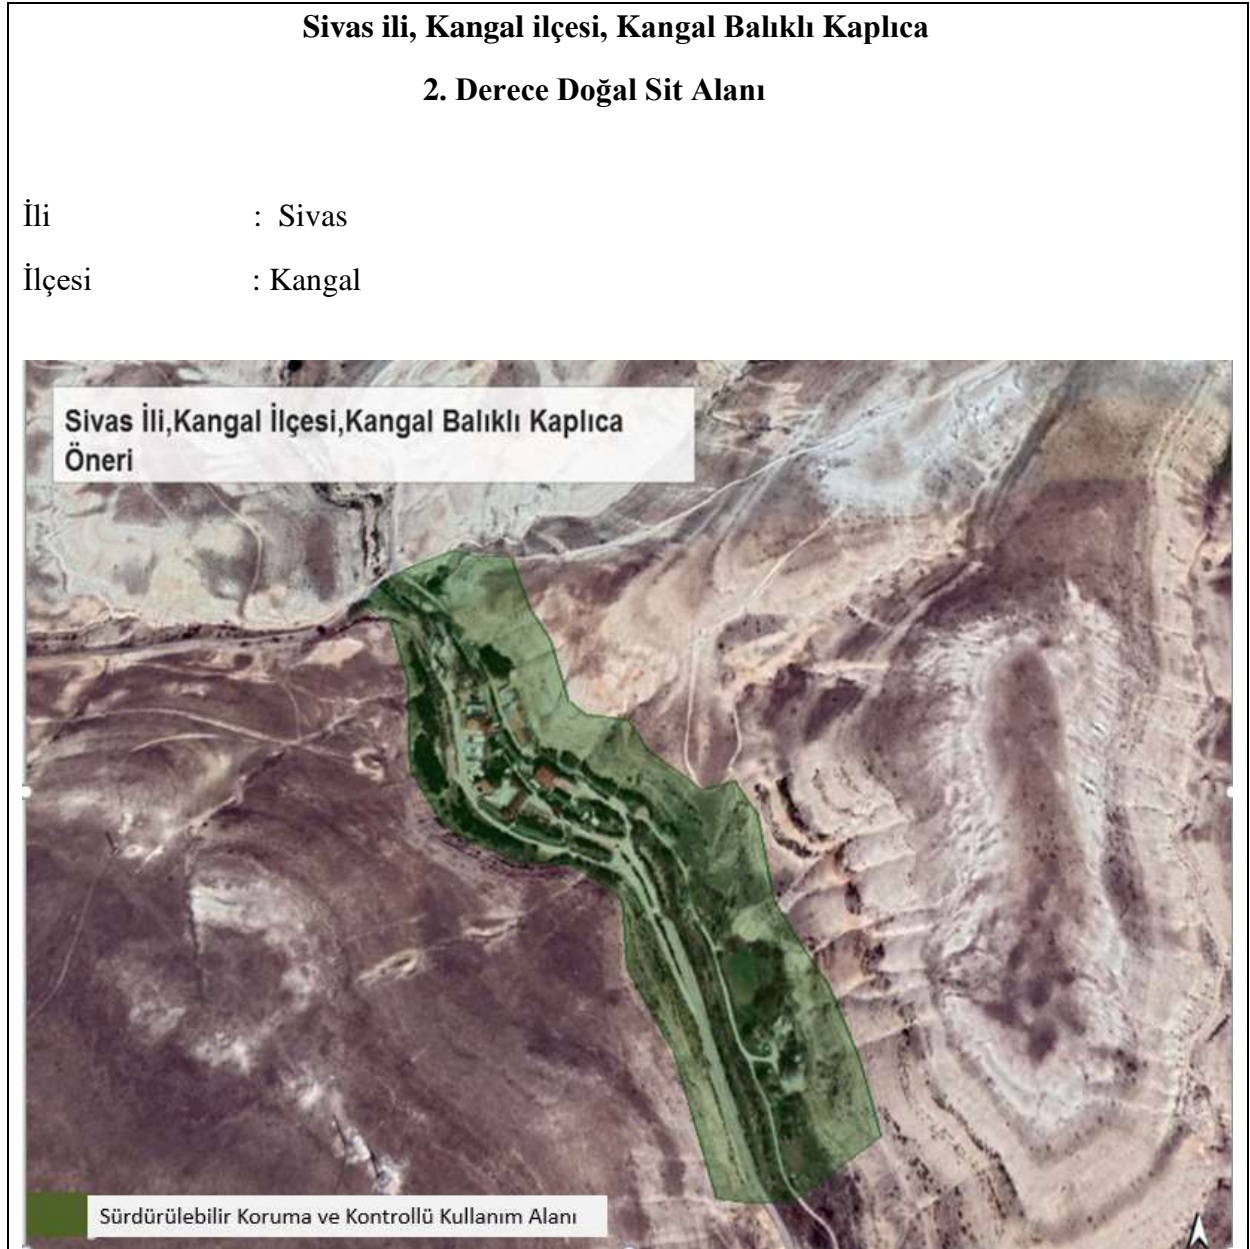 Sivas ili, Kangal ilçesi, Kangal Balıklı Kaplıca
2. Derece Doğal Sit Alanı
İli : Sivas
İlçesi : Kangal
Sivas İli,Kangal İlçesi,Kangal Balıklı Kaplıca
Öneri
Sürdürülebilir Koruma ve Kontrollü Kullanım Alanı